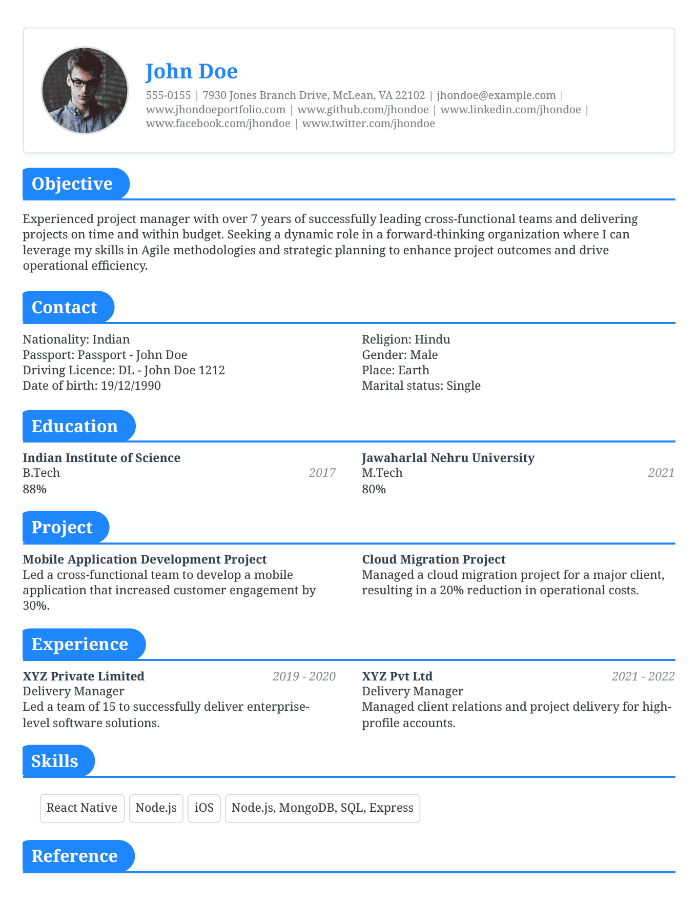 John Doe
555-0155 | 7930 Jones Branch Drive, McLean, VA 22102 | jhondoe@example.com |
www.jhondoeportfolio.com | www.github.com/jhondoe | www.linkedin.com/jhondoe |
www.facebook.com/jhondoe | www.twitter.com/jhondoe
Objective
Experienced project manager with over 7 years of successfully leading cross-functional teams and delivering
projects on time and within budget. Seeking a dynamic role in a forward-thinking organization where I can
leverage my skills in Agile methodologies and strategic planning to enhance project outcomes and drive
operational efficiency.
Contact
Nationality: Indian
Passport: Passport - John Doe
Driving Licence: DL - John Doe 1212
Date of birth: 19/12/1990
Religion: Hindu
Gender: Male
Place: Earth
Marital status: Single
Education
Indian Institute of Science
B.Tech 2017
88%
Jawaharlal Nehru University
M.Tech 2021
80%
Project
Mobile Application Development Project
Led a cross-functional team to develop a mobile
application that increased customer engagement by
30%.
Cloud Migration Project
Managed a cloud migration project for a major client,
resulting in a 20% reduction in operational costs.
Experience
XYZ Private Limited 2019 - 2020
Delivery Manager
Led a team of 15 to successfully deliver enterprise-
level software solutions.
XYZ Pvt Ltd 2021 - 2022
Delivery Manager
Managed client relations and project delivery for high-
profile accounts.
Skills
React Native Node.js iOS Node.js, MongoDB, SQL, Express
Reference